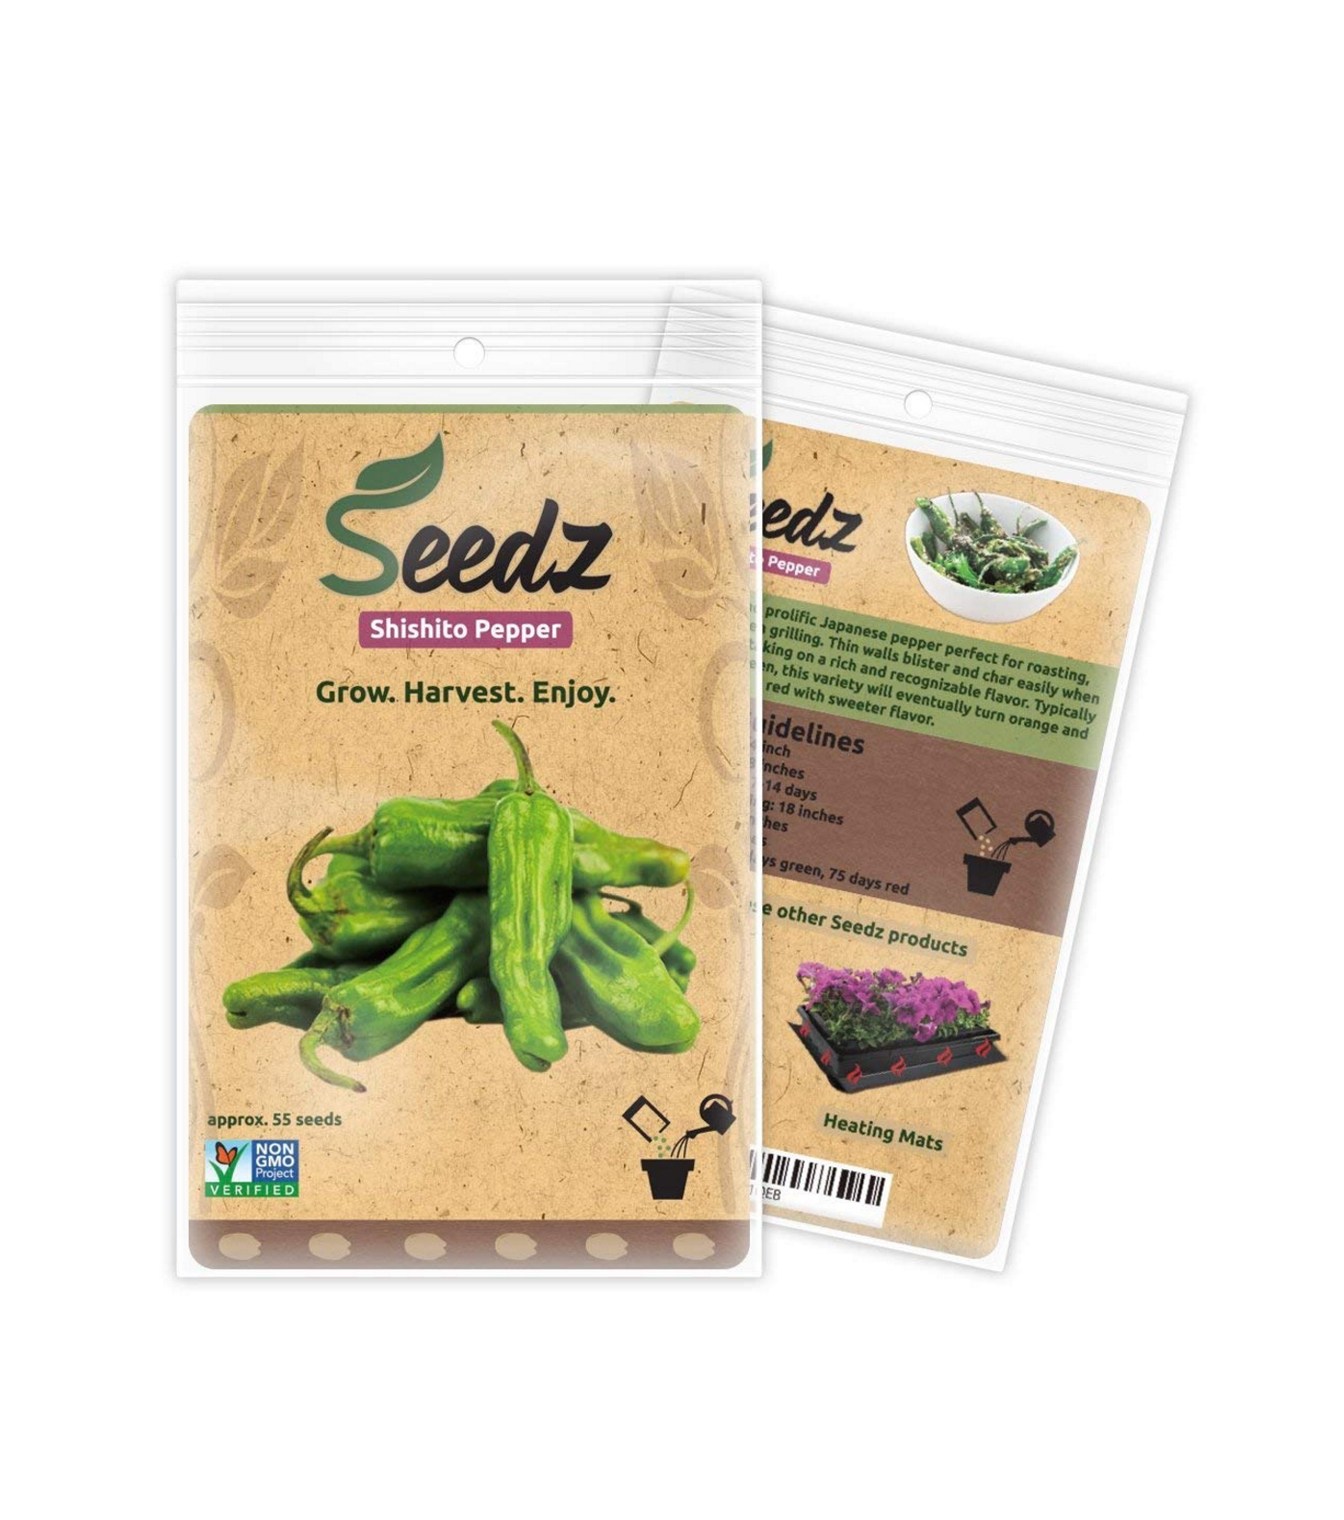 Seedz
Shishito Pepper
Grow. Harvest. Enjoy.
approx. 55 seeds
NON
GMO
Project
VERIFIED
edz
Pepper
prolific Japanese pepper perfect for roasting,
grilling. Thin walls blister and char easily when
king on a rich and recognizable flavor. Typically
en, this variety will eventually turn orange and
red with sweeter flavor.
idelines
inch
nches
14 days
g: 18 inches
hes
s
ys green, 75 days red
e other Seedz products
Heating Mats